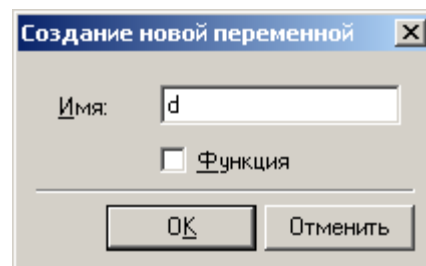 Создание новой переменной
Имя:
d
Функция
OK
Отменить